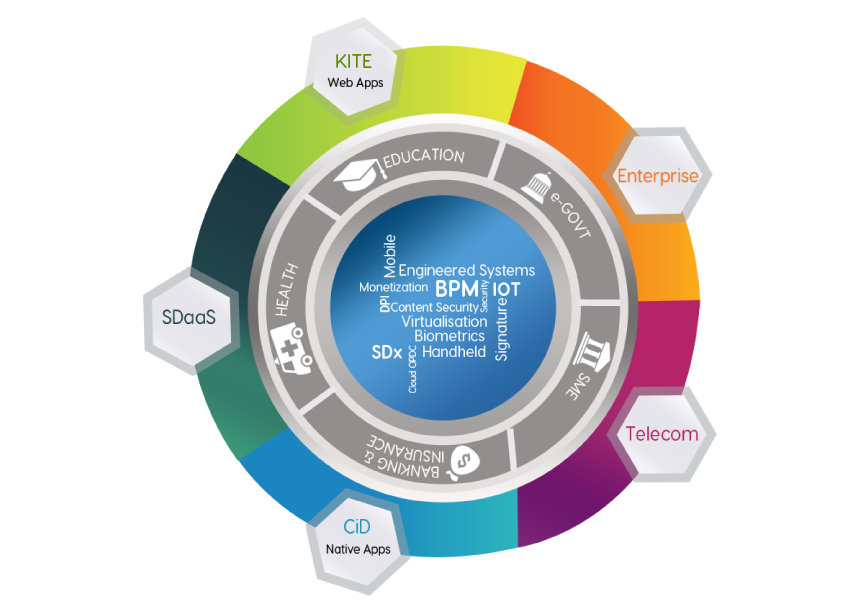 KITE
Web Apps
Enterprise
Telecom
CiD
Native Apps
SDaaS
EDUCATION
e-GOVT
SME
BANKING &
INSURANCE
HEALTH
Mobile
Engineered Systems
Monetization
BPM
Security
IOT
DPI
Content Security
Virtualisation
Signature
Biometrics
SDx
Cloud OPDC
Handheld
$